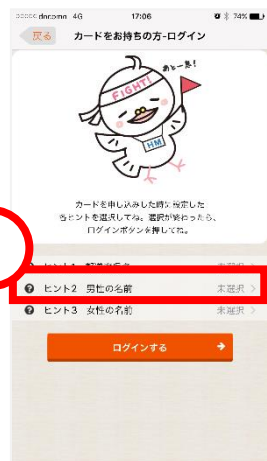 docomo 4G 17:06 74%
戻る カードをお持ちの方-ログイン
あと一息!
FIGHT!
HM
カードを申し込みした時に設定した
各ヒントを選択してね。選択が終わったら、
ログインボタンを押してね。
ヒント2 男性の名前 未選択
ヒント3 女性の名前 未選択
ログインする